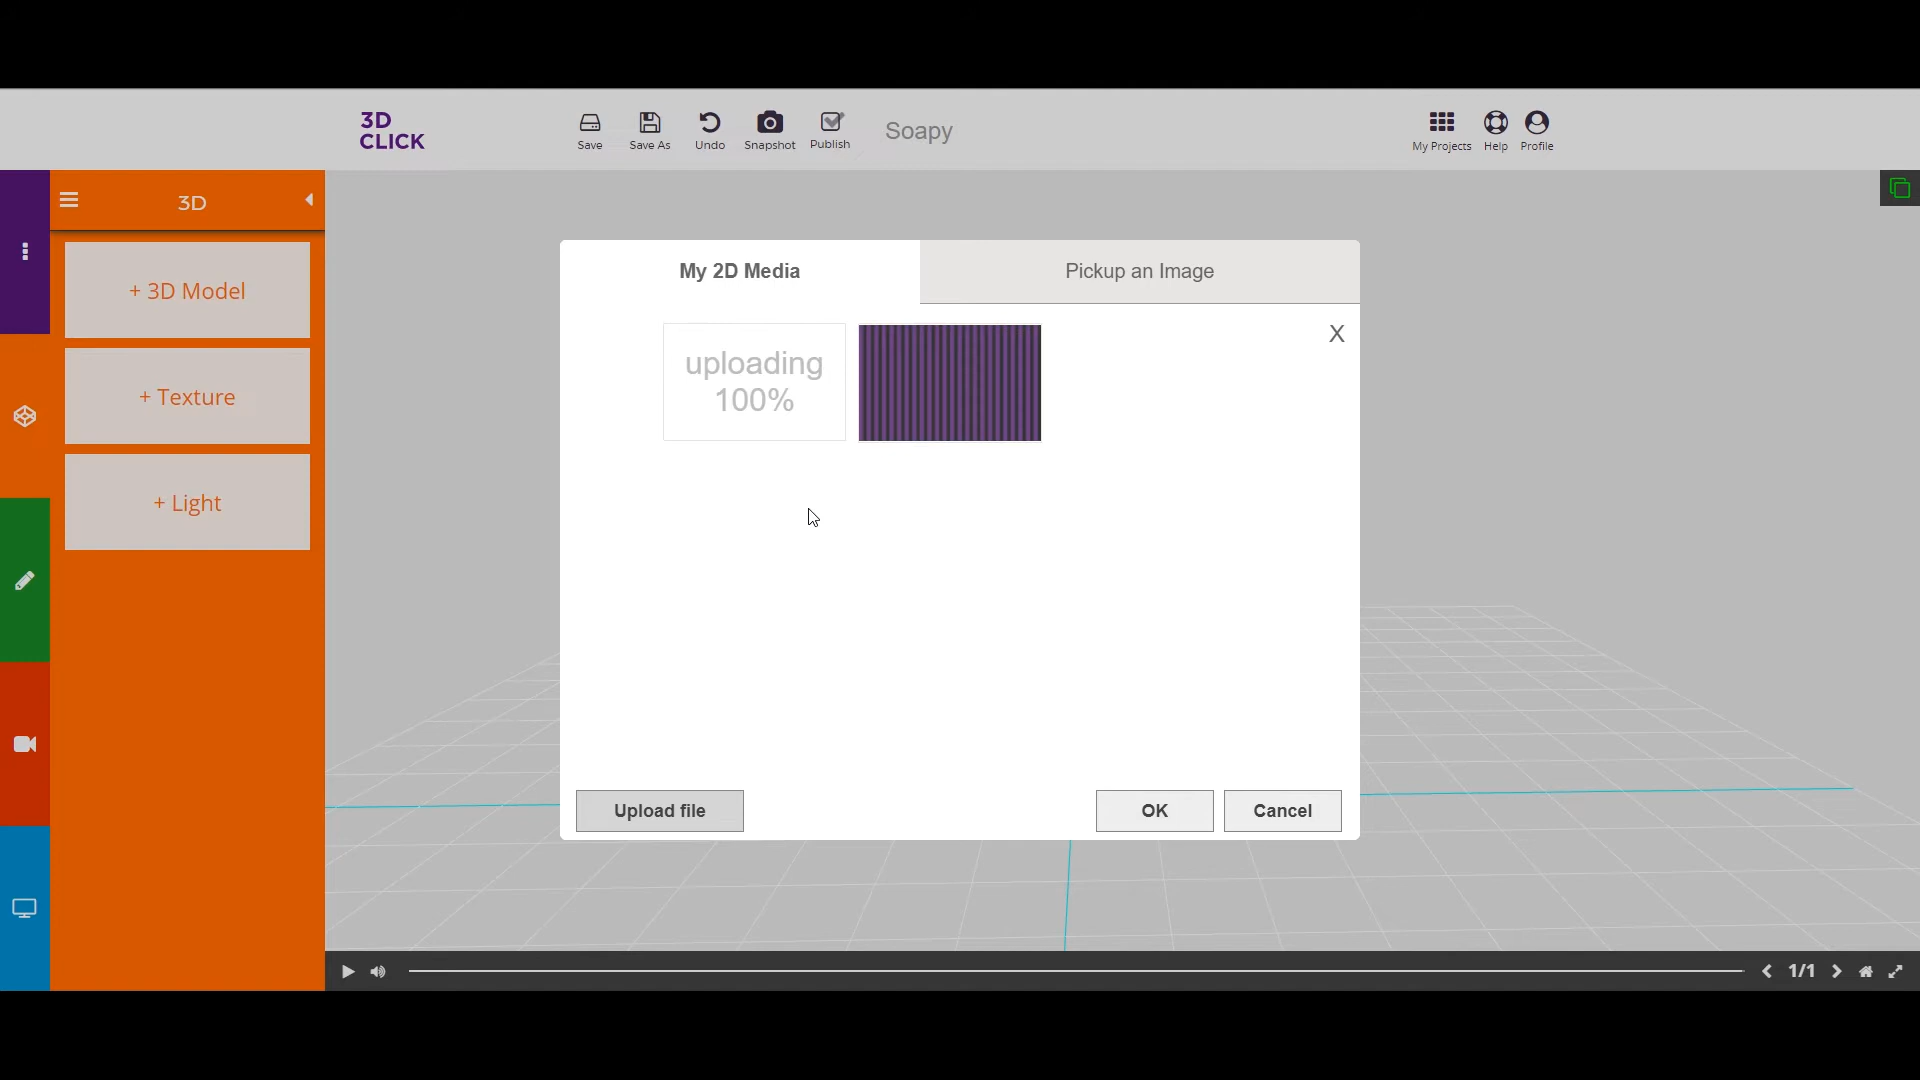 3D
CLICK
Save
Save As
Undo
Snapshot
Publish
Soapy
My Projects
Help
Profile
3D
+ 3D Model
+ Texture
+ Light
My 2D Media
Pickup an Image
X
uploading
100%
Upload file
OK
Cancel
1/1